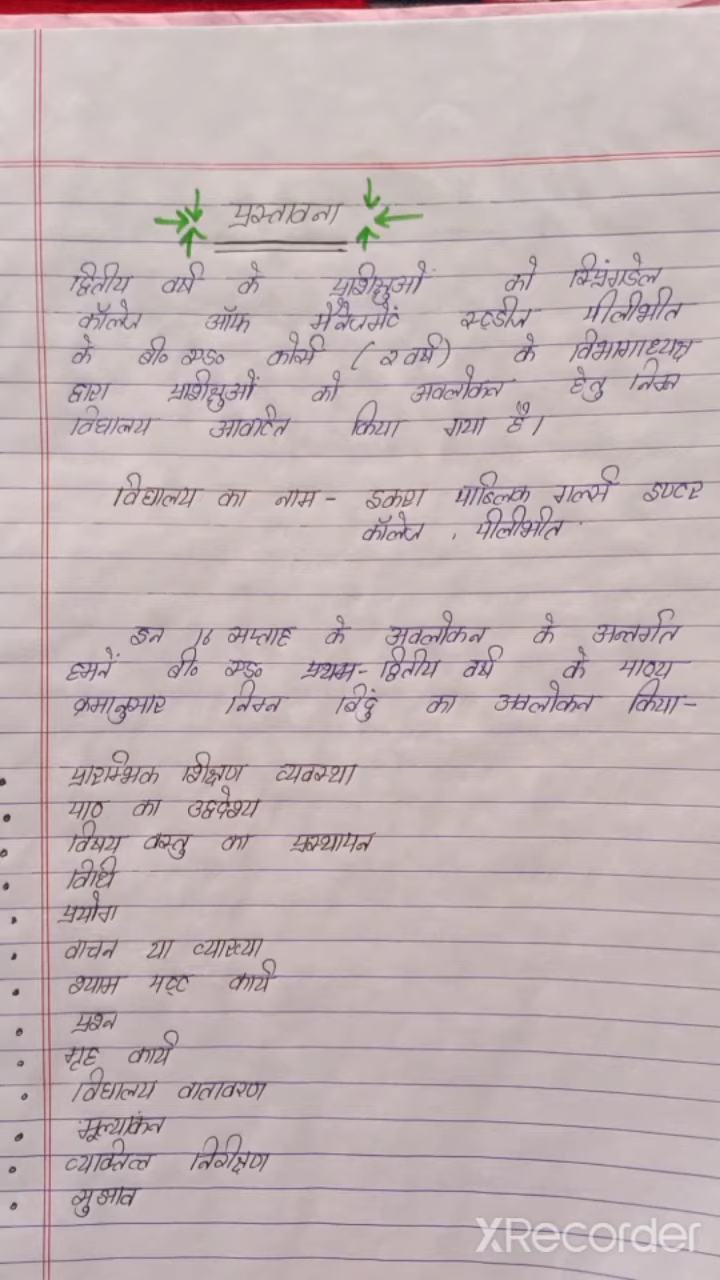 प्रस्तावना
द्वितीय वर्ष के प्रशिक्षुओं को स्प्रिंगडेल
कॉलेज ऑफ मैनेजमेंट स्टडीज पीलीभीत
के बी० एड० कोर्स (२ वर्ष) के विभागाध्यक्ष
द्वारा प्रशिक्षुओं को अवलोकन हेतु निम्न
विद्यालय आवंटित किया गया है।
विद्यालय का नाम - इकरा पब्लिक गर्ल्स इण्टर
कॉलेज, पीलीभीत.
इन 16 सप्ताह के अवलोकन के अन्तर्गत
हमनें बी० एड० प्रथम-द्वितीय वर्ष के पाठ्य
क्रमानुसार निम्न बिंदुं का अवलोकन किया-
• प्रारम्भिक शिक्षण व्यवस्था
• पाठ का उद्देश्य
• विषय वस्तु का प्रस्थापन
• विधि
• प्रयोग
• वाचन या व्याख्या
• श्याम पट्ट कार्य
• प्रश्न
• गृह कार्य
• विद्यालय वातावरण
• मूल्यांकन
• व्यक्तित्व निरीक्षण
• सुझाव
XRecorder